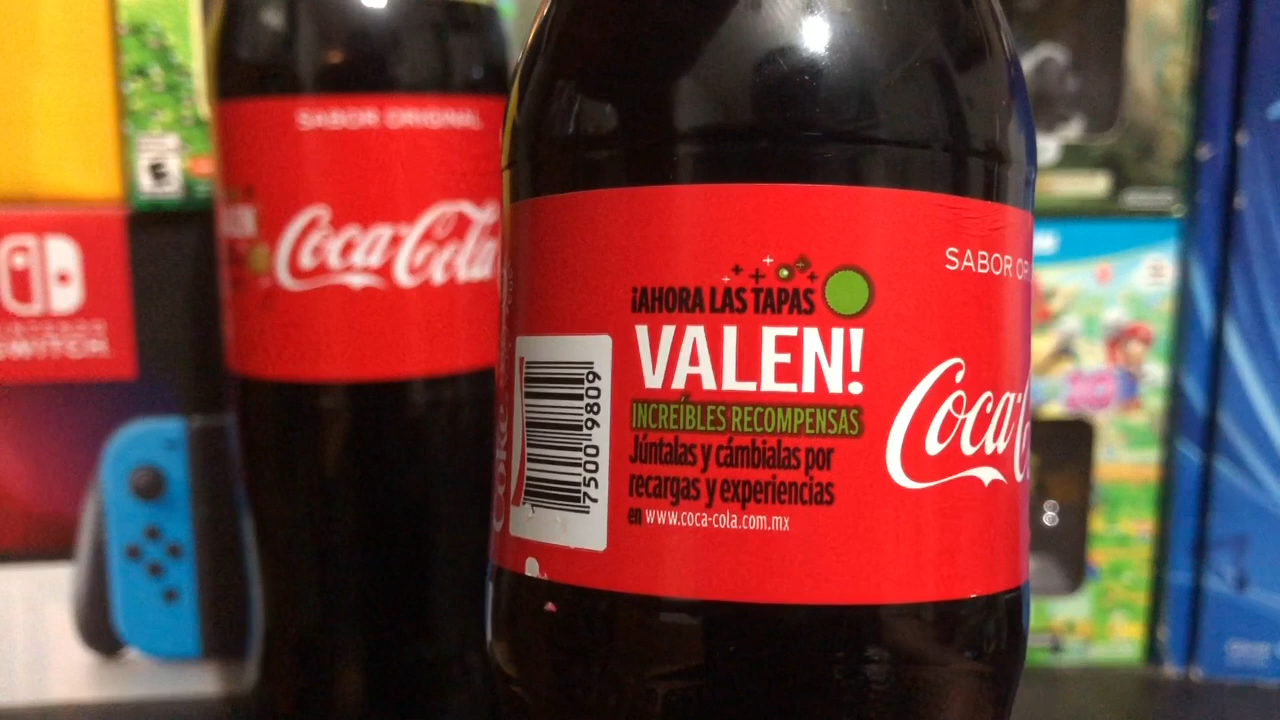 SABOR ORIGINAL
Coca-Cola
E
SWITCH
¡AHORA LAS TAPAS
VALEN!
INCREÍBLES RECOMPENSAS
Júntalas y cámbialas por
recargas y experiencias
en www.coca-cola.com.mx
7500 9809
SABOR
Coca